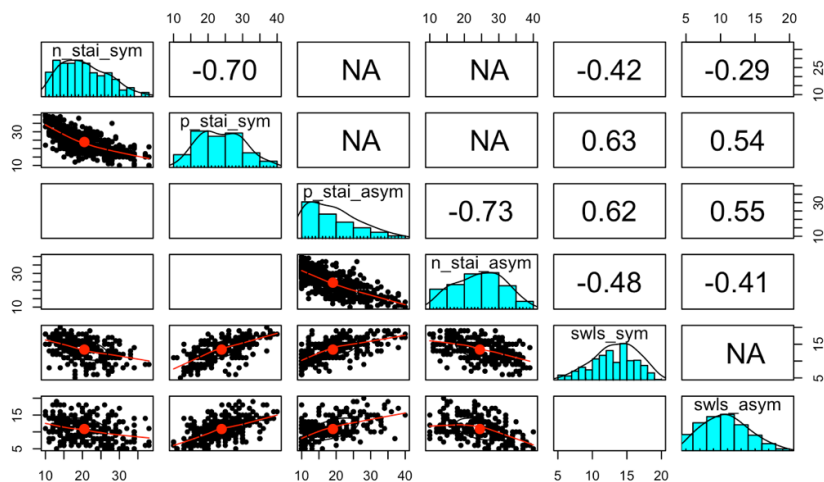 10 20 30 40 10 20 30 40 5 10 15 20
n_stai_sym -0.70 NA NA -0.42 -0.29 10 25
10 30 p_stai_sym NA NA 0.63 0.54
p_stai_asym -0.73 0.62 0.55 10 30
10 30 n_stai_asym -0.48 -0.41
swls_sym NA 5 15
5 15 swls_asym
10 20 30 10 20 30 40 5 10 15 20